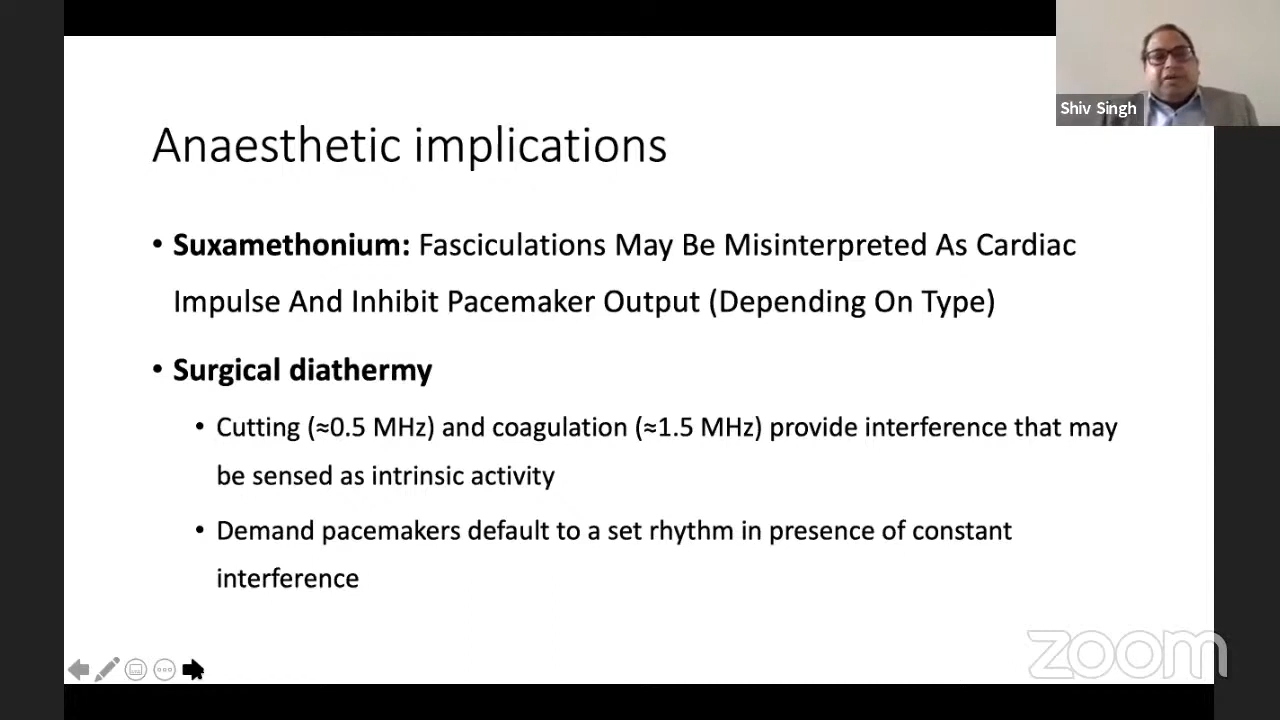 Shiv Singh
Anaesthetic implications
• Suxamethonium: Fasciculations May Be Misinterpreted As Cardiac
Impulse And Inhibit Pacemaker Output (Depending On Type)
• Surgical diathermy
• Cutting (≈0.5 MHz) and coagulation (≈1.5 MHz) provide interference that may
be sensed as intrinsic activity
• Demand pacemakers default to a set rhythm in presence of constant
interference
zoom